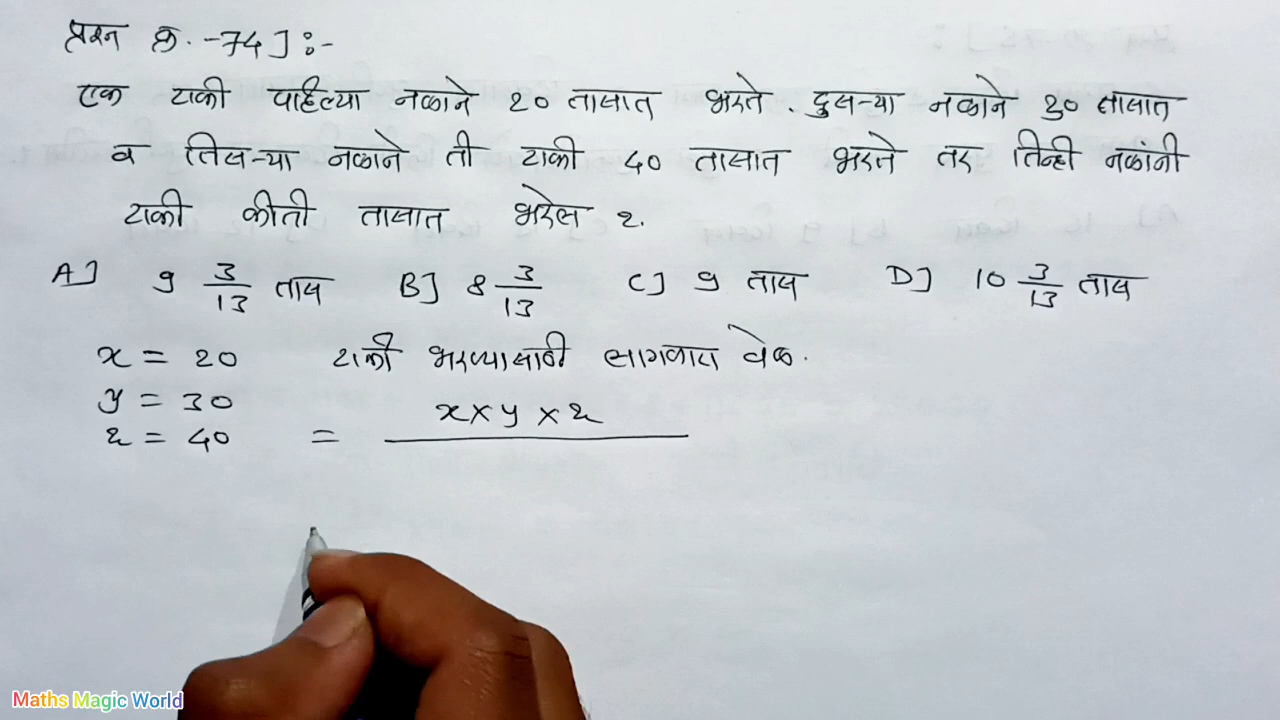 प्रश्न क्र. -74] :-
एक टाकी पहिल्या नळाने 20 तासात भरते. दुसऱ्या नळाने 30 तासात
व तिसऱ्या नळाने ती टाकी 40 तासात भरते तर तिन्ही नळांनी
टाकी कीती तासात भरेल ?.
A] 9 3/13 तास B] 8 3/13 C] 9 तास D] 10 3/13 तास
x = 20 टाकी भरण्यासाठी लागणारा वेळ.
y = 30
z = 40 = x × y × z
Maths Magic World